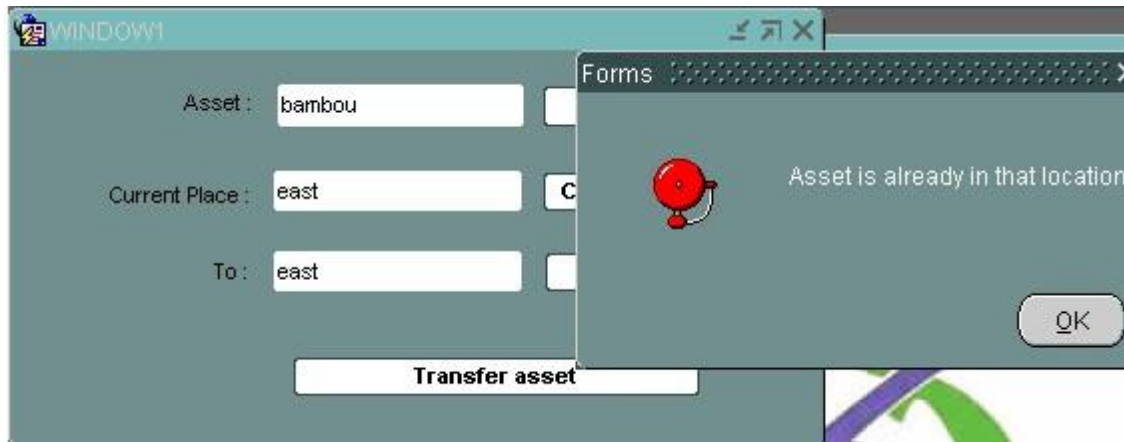 WINDOW1
Forms
Asset :
bambou
Asset is already in that location
Current Place :
east
C
To :
east
OK
Transfer asset